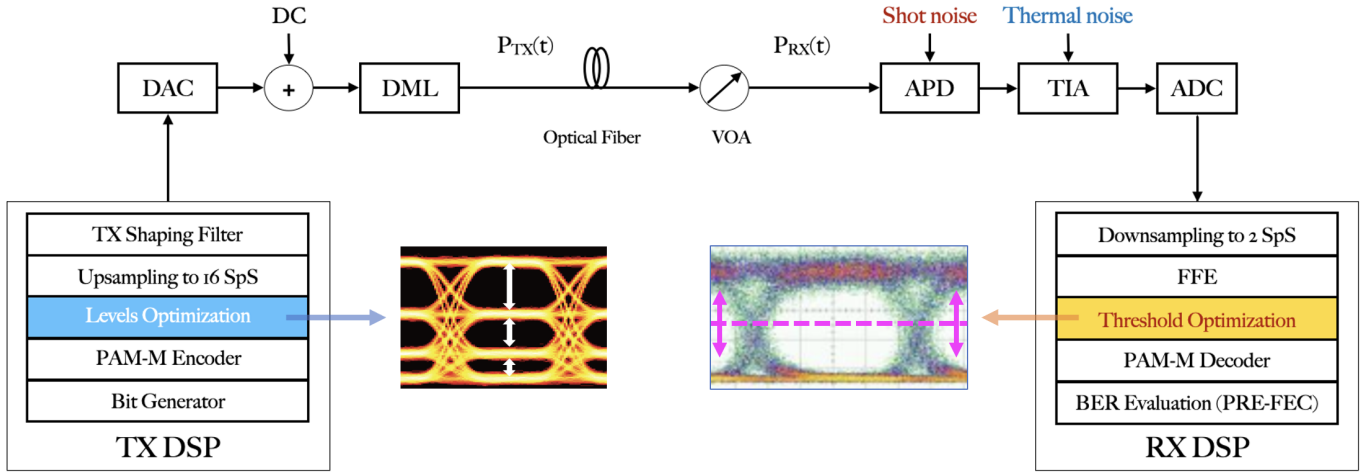 DC
Shot noise
Thermal noise
P_TX(t)
P_RX(t)
DAC
+
DML
APD
TIA
ADC
Optical Fiber
VOA
TX Shaping Filter
Upsampling to 16 SpS
Levels Optimization
PAM-M Encoder
Bit Generator
TX DSP
Downsampling to 2 SpS
FFE
Threshold Optimization
PAM-M Decoder
BER Evaluation (PRE-FEC)
RX DSP